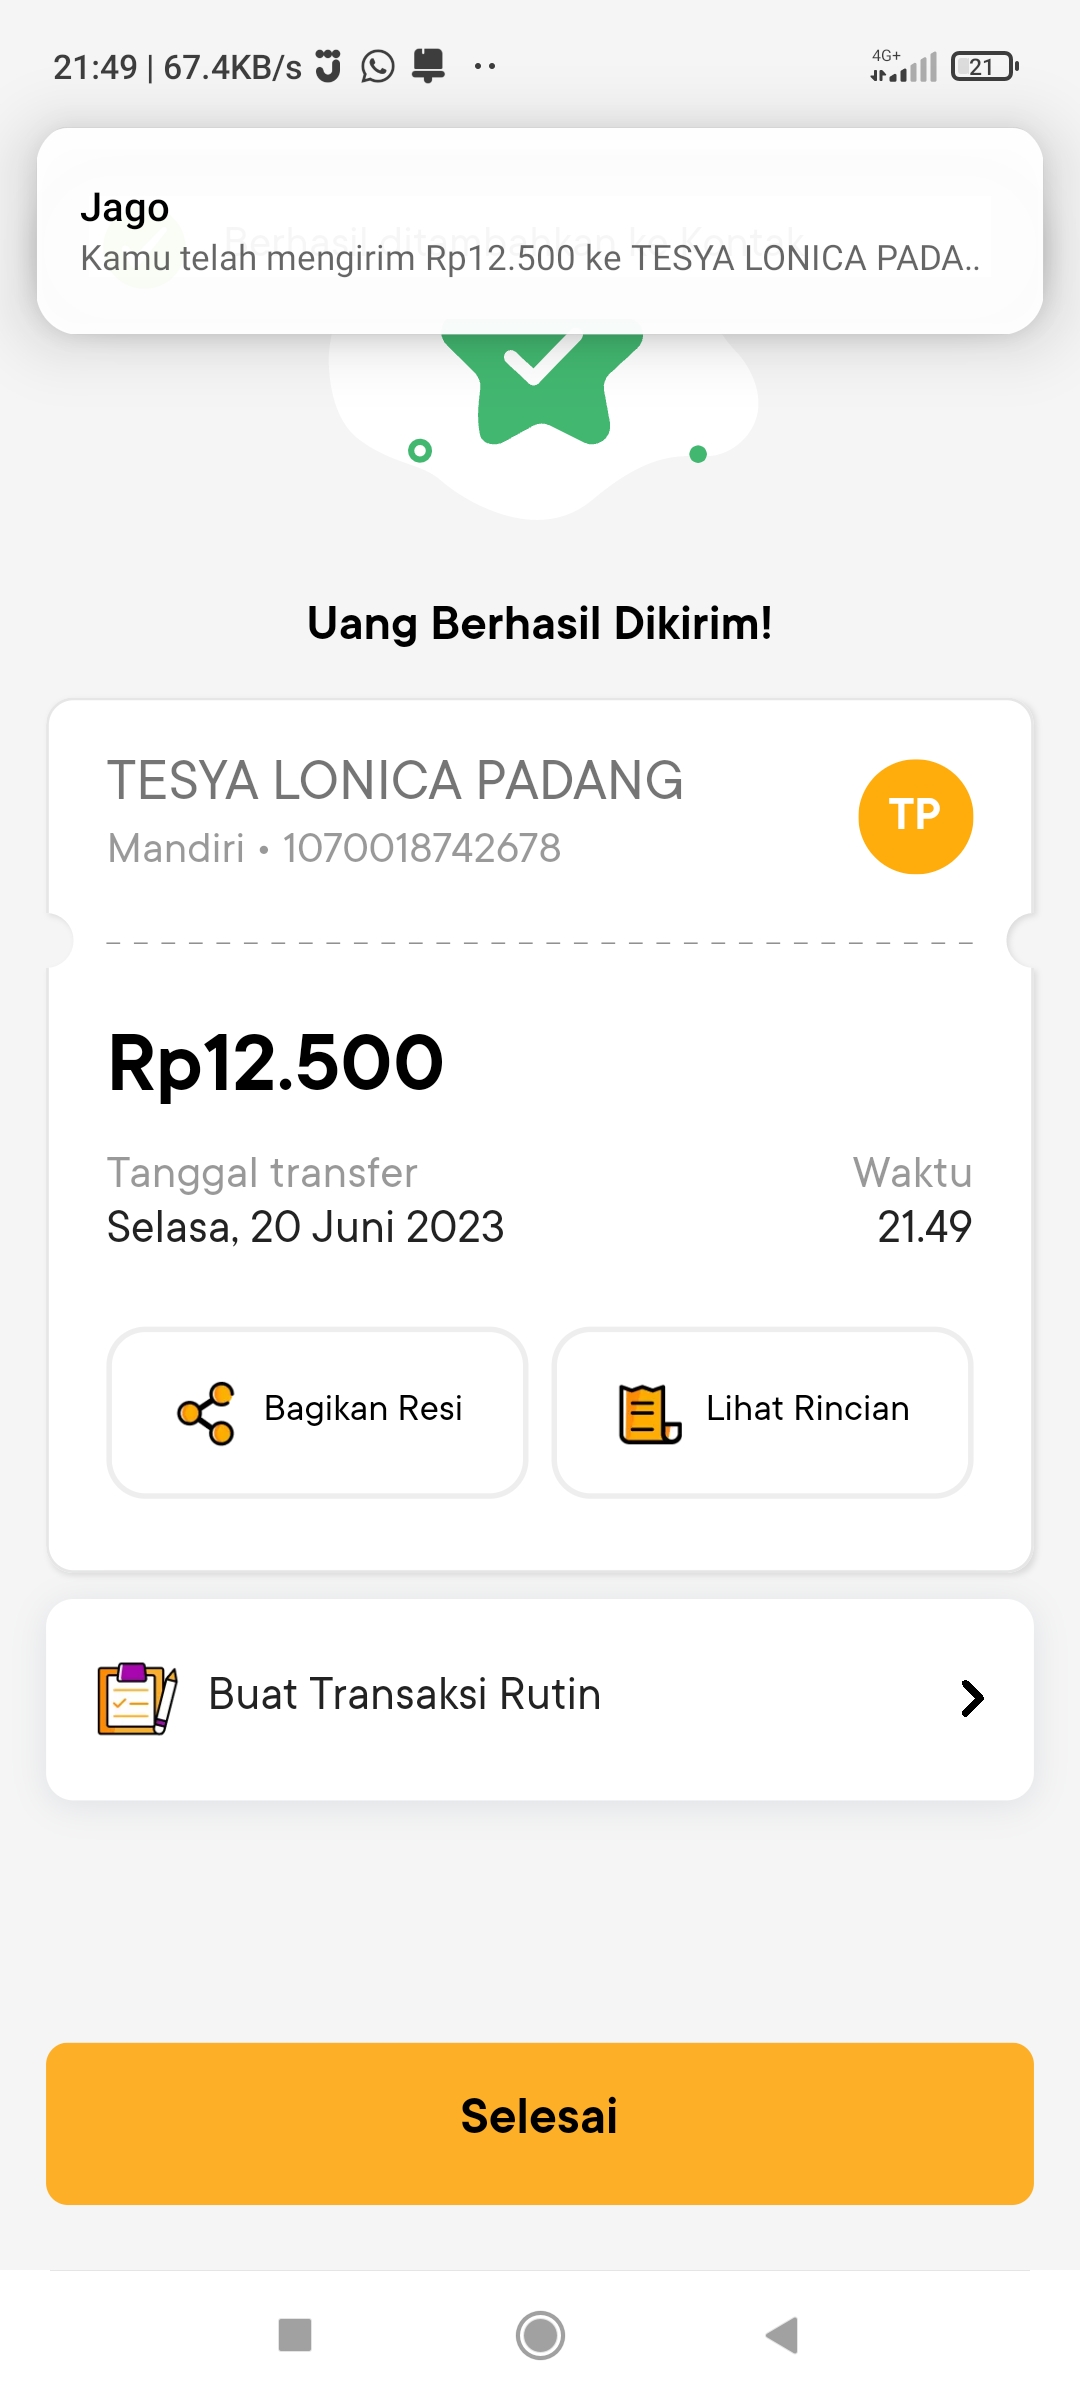 21:49 | 67.4KB/s
4G+
21
Jago
Berhasil ditambahkan ke Kontak
Kamu telah mengirim Rp12.500 ke TESYA LONICA PADA..
Uang Berhasil Dikirim!
TESYA LONICA PADANG
TP
Mandiri • 1070018742678
Rp12.500
Tanggal transfer Waktu
Selasa, 20 Juni 2023 21.49
Bagikan Resi Lihat Rincian
Buat Transaksi Rutin
Selesai